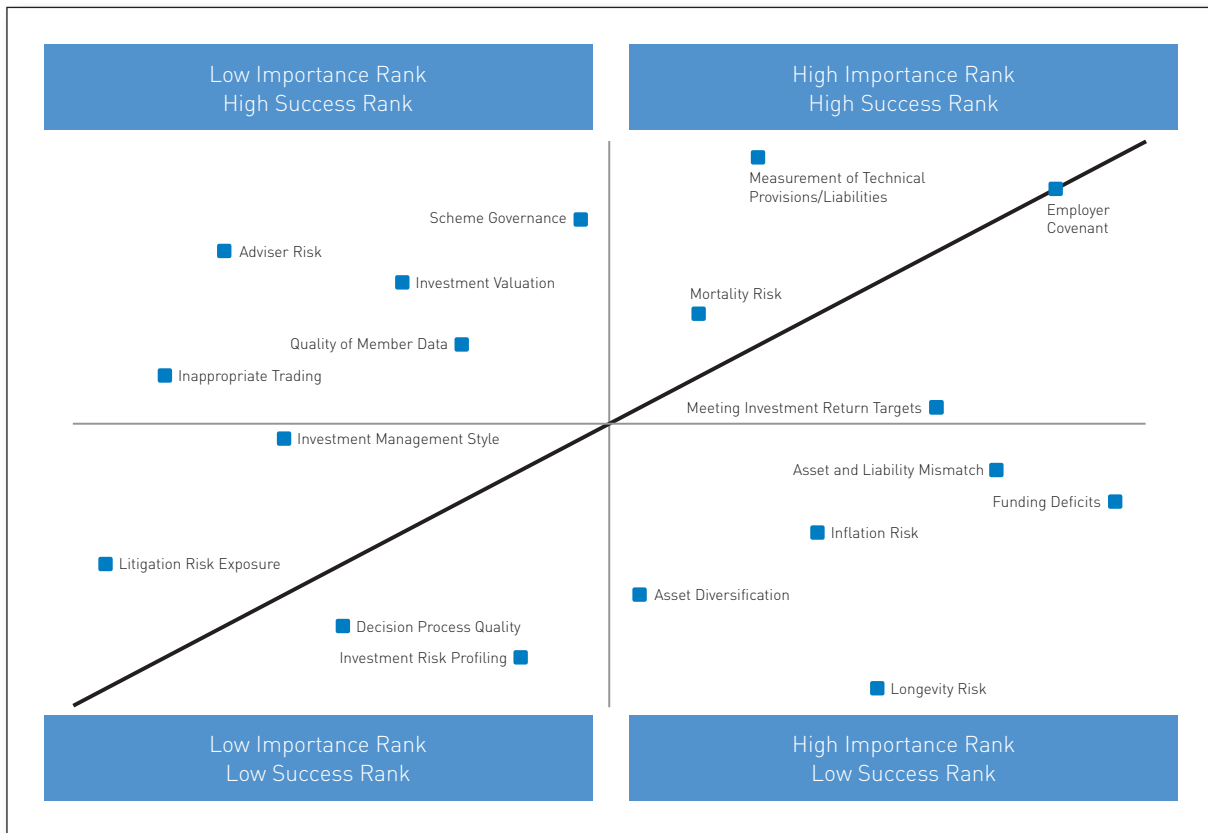 Low Importance Rank
High Success Rank
High Importance Rank
High Success Rank
Measurement of Technical
Provisions/Liabilities
Employer
Covenant
Scheme Governance
Adviser Risk
Investment Valuation
Mortality Risk
Quality of Member Data
Inappropriate Trading
Meeting Investment Return Targets
Investment Management Style
Asset and Liability Mismatch
Funding Deficits
Inflation Risk
Litigation Risk Exposure
Asset Diversification
Decision Process Quality
Investment Risk Profiling
Longevity Risk
Low Importance Rank
Low Success Rank
High Importance Rank
Low Success Rank